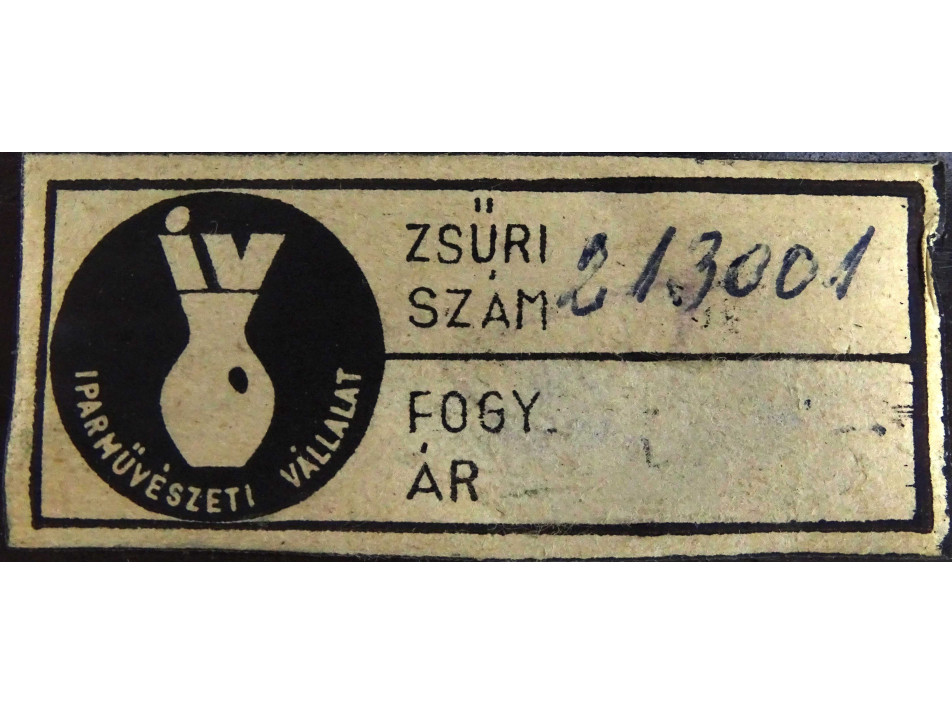 iv
IPARMŰVÉSZETI VÁLLALAT
ZSŰRI
SZÁM 213001
FOGY.
ÁR